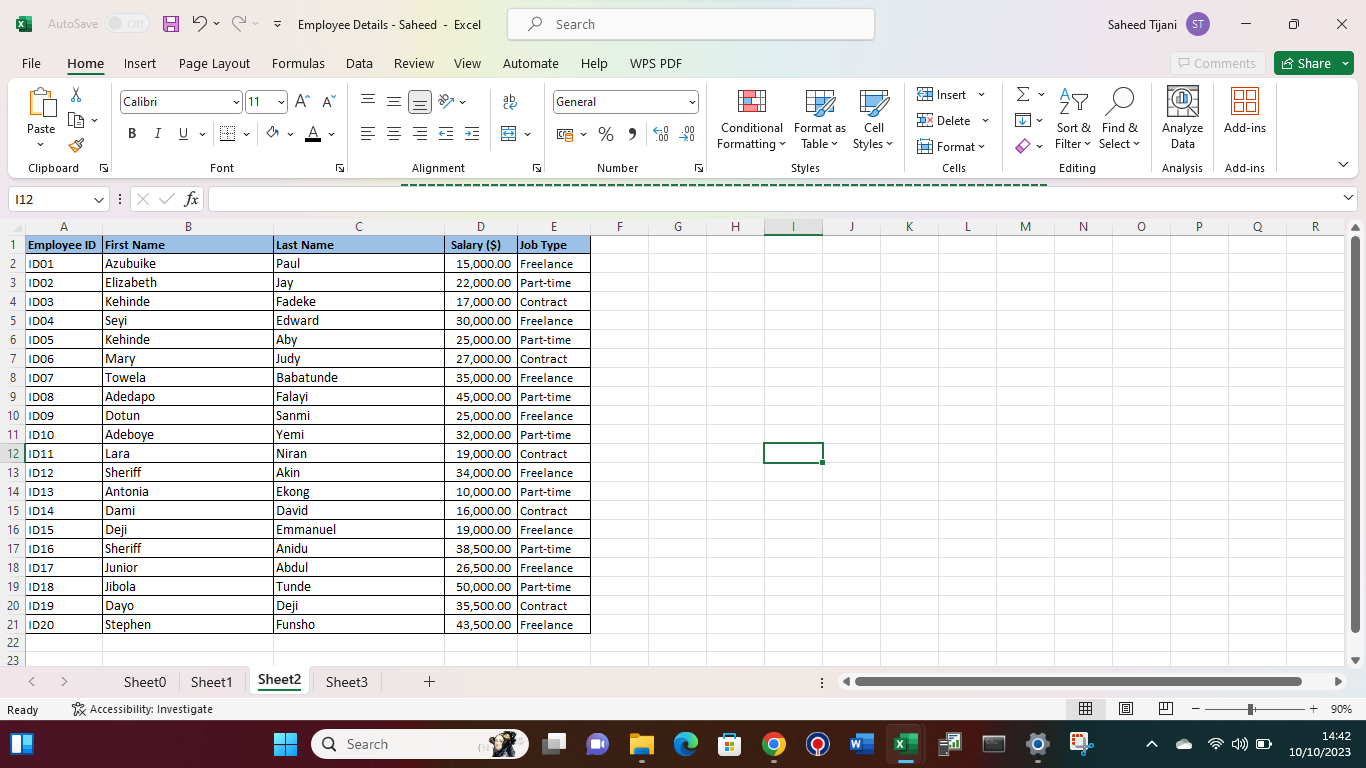 AutoSave Off Employee Details - Saheed - Excel Search Saheed Tijani ST
File Home Insert Page Layout Formulas Data Review View Automate Help WPS PDF Comments Share
Paste Calibri 11 A A ab General Conditional Formatting Format as Table Cell Styles Insert Delete Format Sort & Filter Find & Select Analyze Data Add-ins
B I U A % .00
Clipboard Font Alignment Number Styles Cells Editing Analysis Add-ins
I12 fx
A B C D E F G H I J K L M N O P Q R
1 Employee ID First Name Last Name Salary ($) Job Type
2 ID01 Azubuike Paul 15,000.00 Freelance
3 ID02 Elizabeth Jay 22,000.00 Part-time
4 ID03 Kehinde Fadeke 17,000.00 Contract
5 ID04 Seyi Edward 30,000.00 Freelance
6 ID05 Kehinde Aby 25,000.00 Part-time
7 ID06 Mary Judy 27,000.00 Contract
8 ID07 Towela Babatunde 35,000.00 Freelance
9 ID08 Adedapo Falayi 45,000.00 Part-time
10 ID09 Dotun Sanmi 25,000.00 Freelance
11 ID10 Adeboye Yemi 32,000.00 Part-time
12 ID11 Lara Niran 19,000.00 Contract
13 ID12 Sheriff Akin 34,000.00 Freelance
14 ID13 Antonia Ekong 10,000.00 Part-time
15 ID14 Dami David 16,000.00 Contract
16 ID15 Deji Emmanuel 19,000.00 Freelance
17 ID16 Sheriff Anidu 38,500.00 Part-time
18 ID17 Junior Abdul 26,500.00 Freelance
19 ID18 Jibola Tunde 50,000.00 Part-time
20 ID19 Dayo Deji 35,500.00 Contract
21 ID20 Stephen Funsho 43,500.00 Freelance
22
23
Sheet0 Sheet1 Sheet2 Sheet3
Ready Accessibility: Investigate 90%
Search 14:42
10/10/2023